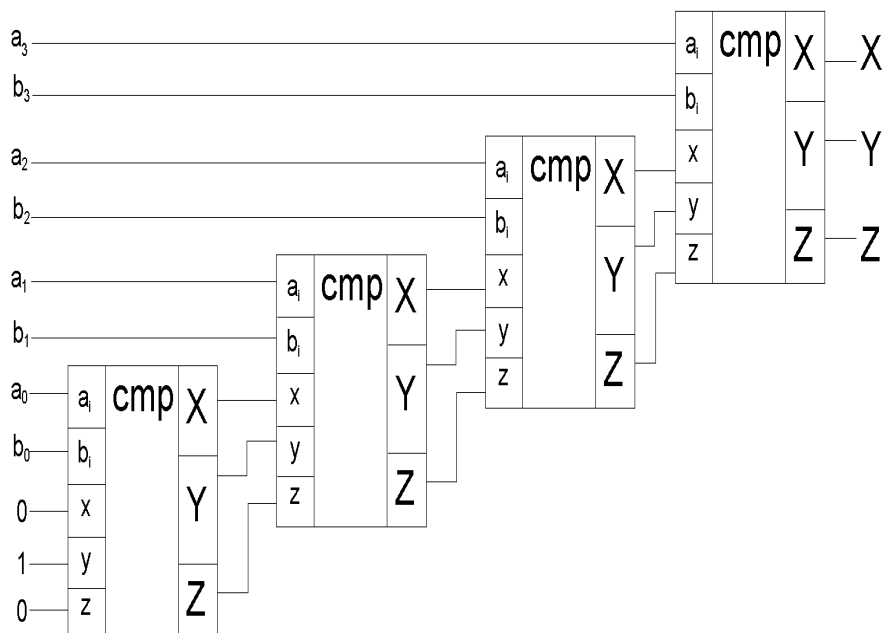 a₃ aᵢ cmp X X
b₃ bᵢ
x
Y Y
a₂ aᵢ cmp X
y
b₂ bᵢ
z Z Z
x
Y
a₁ aᵢ cmp X
y
b₁ bᵢ
z Z
x
a₀ aᵢ cmp X Y
b₀ bᵢ y
z Z
0 x
Y
1 y
0 z Z